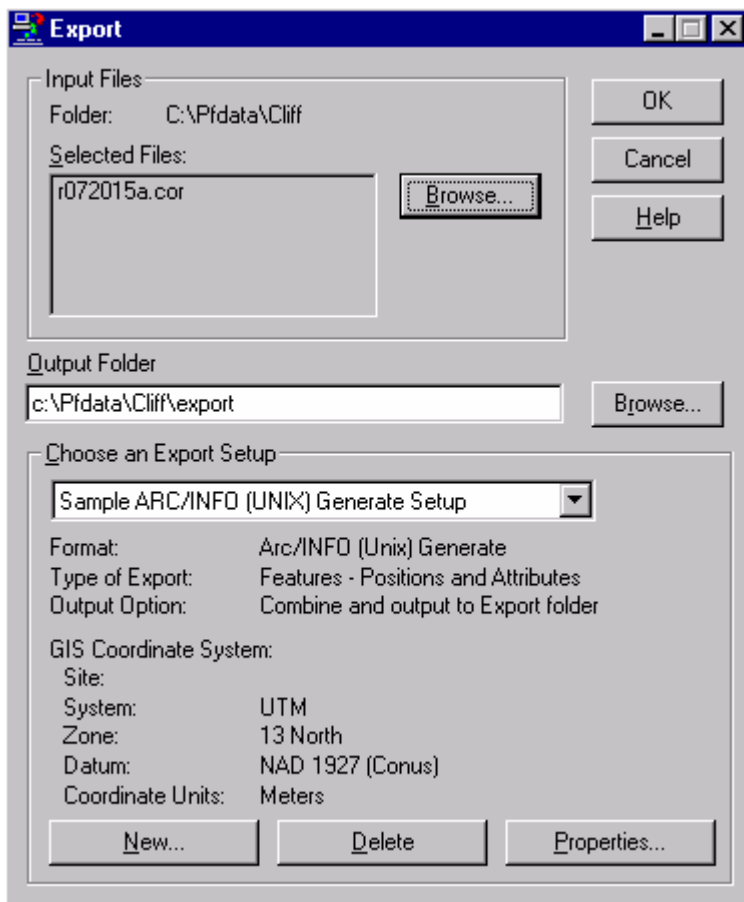 Export
Input Files
Folder: C:\Pfdata\Cliff
Selected Files:
r072015a.cor
Browse...
OK
Cancel
Help
Output Folder
c:\Pfdata\Cliff\export
Browse...
Choose an Export Setup
Sample ARC/INFO (UNIX) Generate Setup
Format: Arc/INFO (Unix) Generate
Type of Export: Features - Positions and Attributes
Output Option: Combine and output to Export folder
GIS Coordinate System:
Site:
System: UTM
Zone: 13 North
Datum: NAD 1927 (Conus)
Coordinate Units: Meters
New...
Delete
Properties...